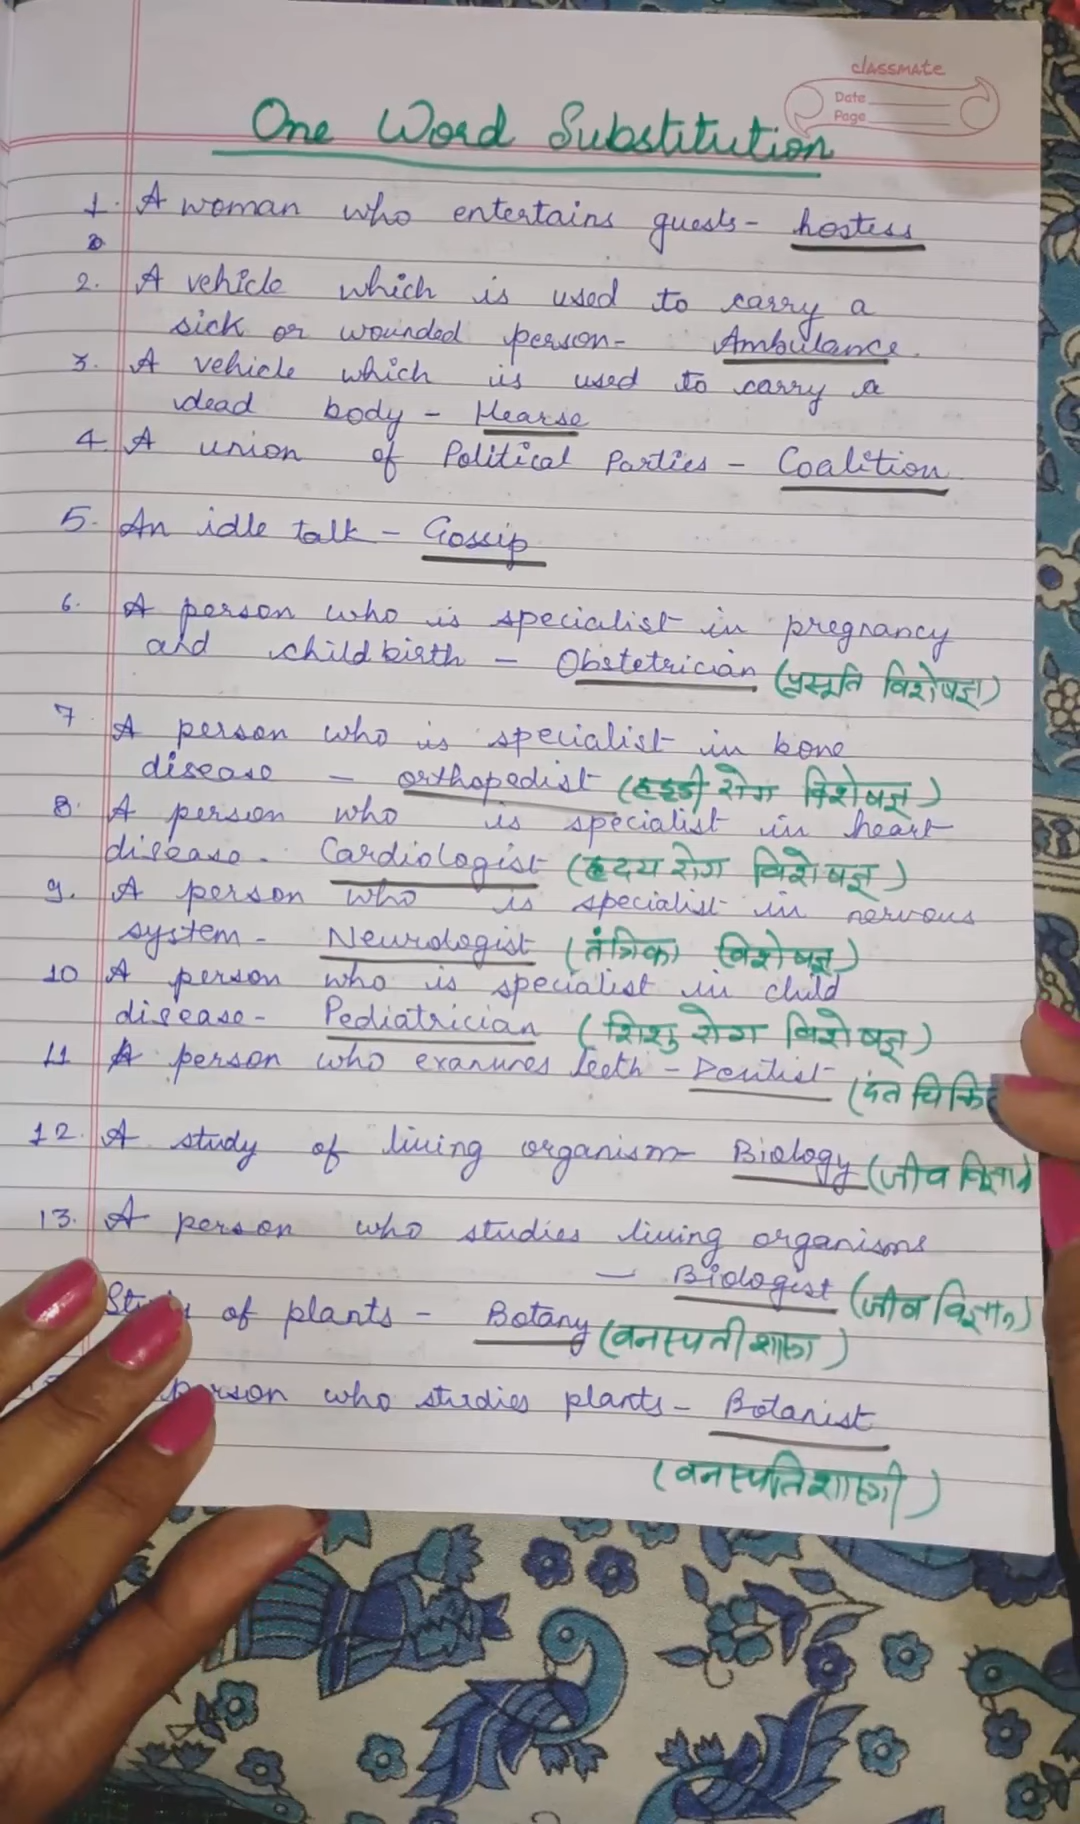 classmate
Date
Page
One Word Substitution
1. A woman who entertains guests- hostess
2. A vehicle which is used to carry a
sick or wounded person- Ambulance.
3. A vehicle which is used to carry a
dead body - Hearse
4. A union of Political Parties - Coalition
5. An idle talk - Gossip
6. A person who is specialist in pregnancy
and childbirth - Obstetrician (प्रसूति विशेषज्ञ)
7 A person who is specialist in bone
disease - orthopedist (हड्डी रोग विशेषज्ञ)
8. A person who is specialist in heart
disease- Cardiologist (हृदय रोग विशेषज्ञ)
9. A person who is specialist in nervous
system- Neurologist (तंत्रिका विशेषज्ञ)
10 A person who is specialist in child
disease- Pediatrician (शिशु रोग विशेषज्ञ)
11 A person who examines teeth - Dentist
(दंत
12. A study of living organism- Biology (जीव विज्ञान)
13. A person who studies living organisms
- Biologist (जीव विज्ञान)
of plants - Botany (वनस्पती शास्त्र)
person who studies plants- Botanist
(वनस्पतिशास्त्री)